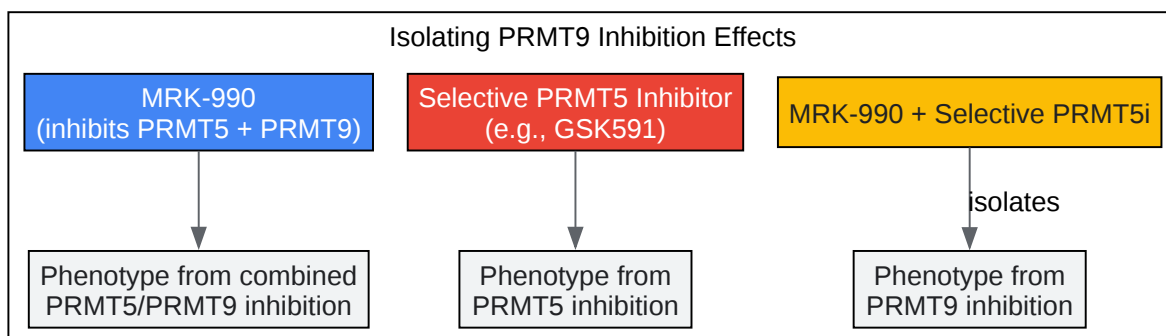 Isolating PRMT9 Inhibition Effects
MRK-990
(inhibits PRMT5 + PRMT9)
Selective PRMT5 Inhibitor
(e.g., GSK591)
MRK-990 + Selective PRMT5i
isolates
Phenotype from combined
PRMT5/PRMT9 inhibition
Phenotype from
PRMT5 inhibition
Phenotype from
PRMT9 inhibition